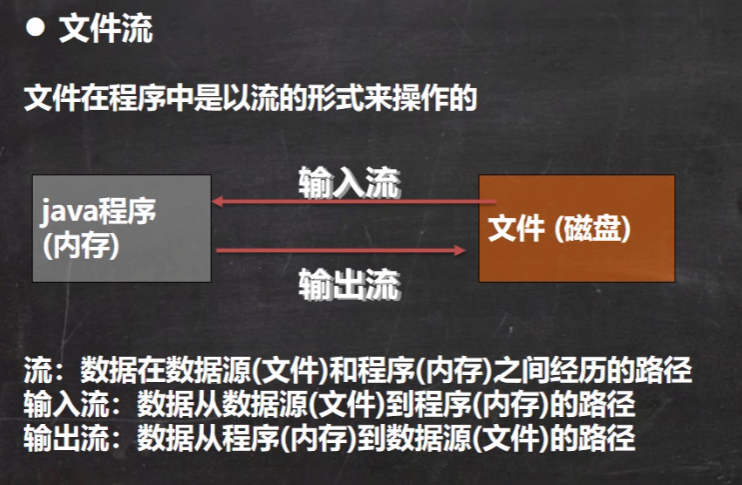 ● 文件流
文件在程序中是以流的形式来操作的
输入流
java程序
(内存)
文件 (磁盘)
输出流
流：数据在数据源(文件)和程序(内存)之间经历的路径
输入流：数据从数据源(文件)到程序(内存)的路径
输出流：数据从程序(内存)到数据源(文件)的路径